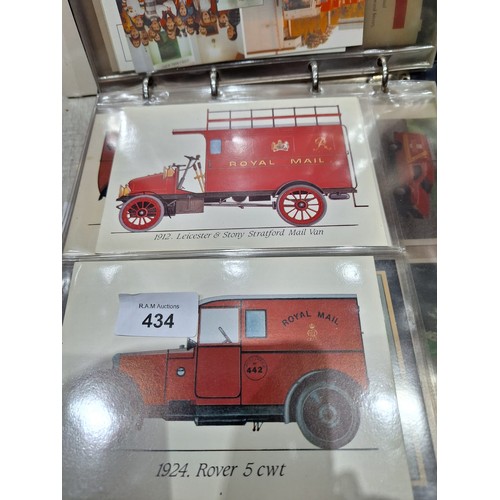 ROYAL MAIL
1912. Leicester & Stony Stratford Mail Van
R.A.M Auctions
434
ROYAL MAIL
442
1924. Rover 5 cwt